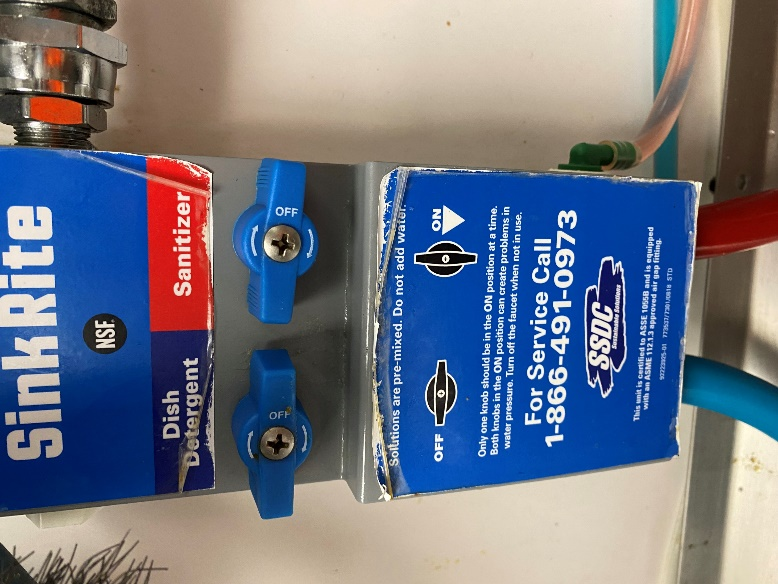 SinkRite
NSF
Dish
Detergent
Sanitizer
OFF
OFF
Solutions are pre-mixed. Do not add water
OFF
ON
Only one knob should be in the ON position at a time.
Both knobs in the ON position can create problems in
water pressure. Turn off the faucet when not in use.
For Service Call
1-866-491-0973
SSDC
This unit is certified to ASSE 1055B and is equipped
with an ASME 112.1.3 approved air gap fitting.